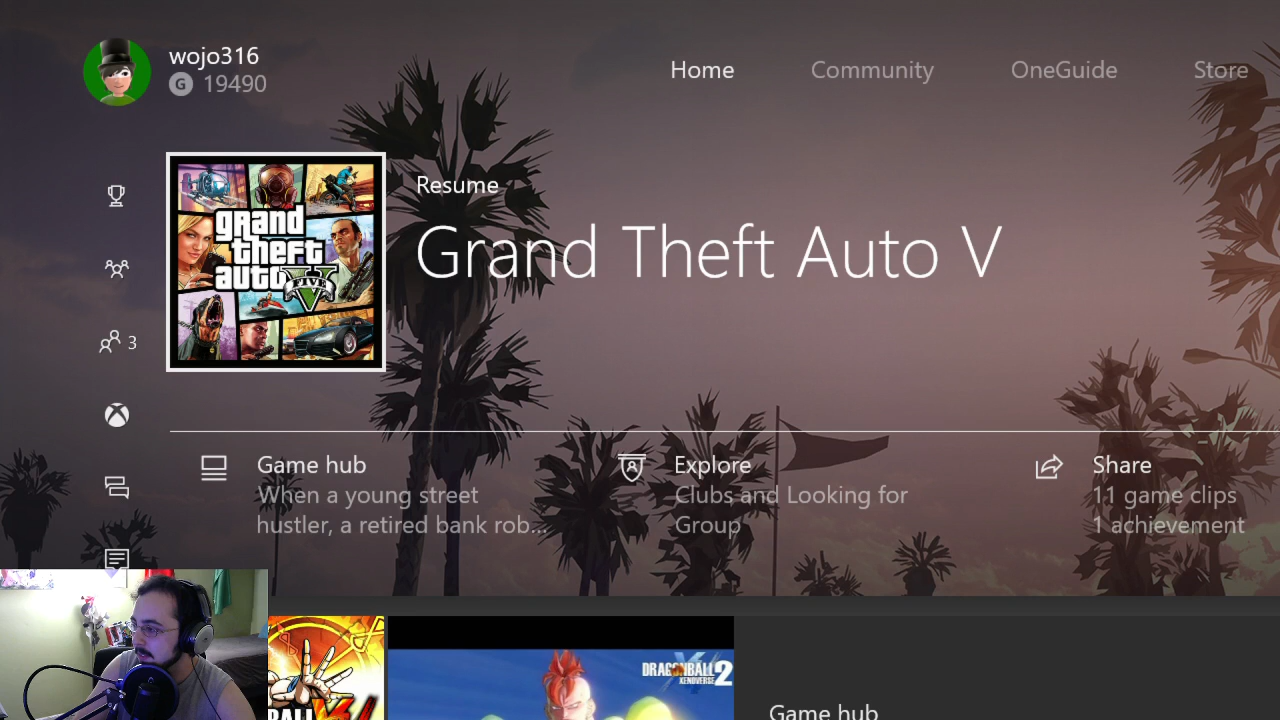 wojo316
G 19490
Home
Community
OneGuide
Store
Resume
Grand Theft Auto V
grand
theft
auto
FIVE
3
Game hub
When a young street
hustler, a retired bank rob...
Explore
Clubs and Looking for
Group
Share
11 game clips
1 achievement
DRAGONBALL
XENOVERSE 2
Game hub